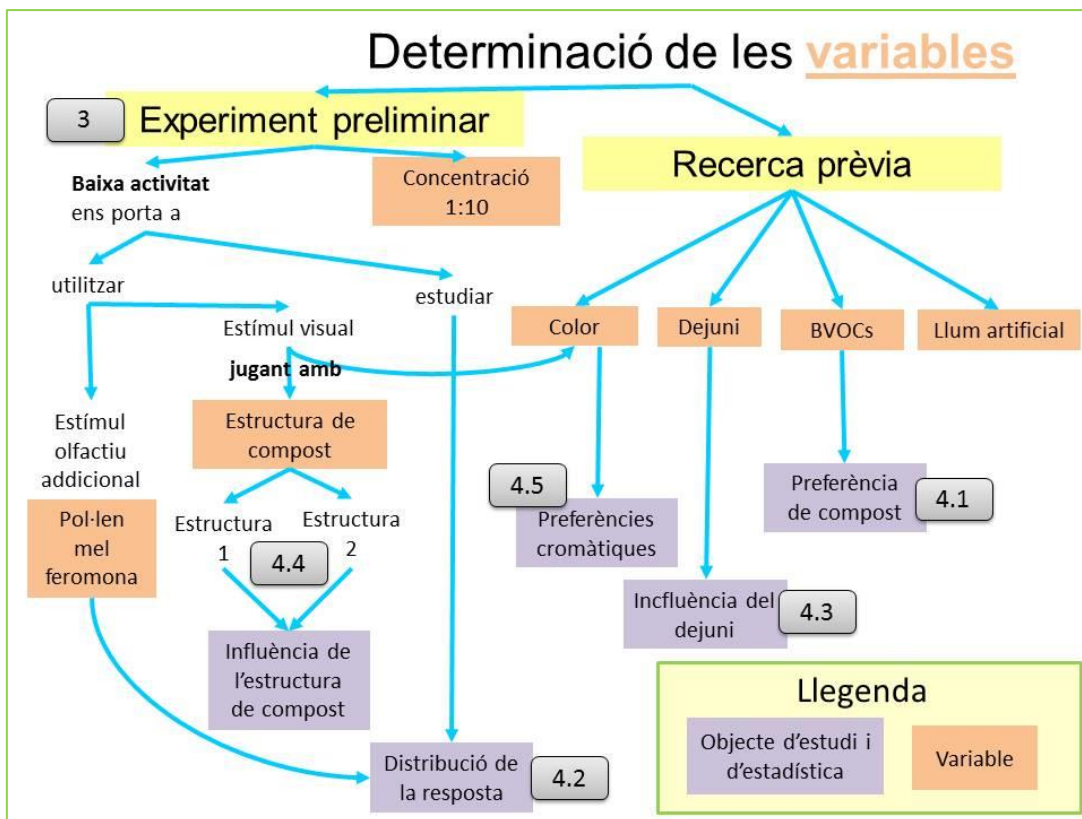 Determinació de les variables
3
Experiment preliminar
Recerca prèvia
Baixa activitat
ens porta a
Concentració
1:10
utilitzar
estudiar
Estímul visual
jugant amb
Color
Dejuni
BVOCs
Llum artificial
Estímul
olfactiu
addicional
Estructura de
compost
Pol·len
mel
feromona
Estructura
1
Estructura
2
4.4
4.5
Preferències
cromàtiques
Preferència
de compost
4.1
Incfluència del
dejuni
4.3
Influència de
l’estructura
de compost
Distribució de
la resposta
4.2
Llegenda
Objecte d’estudi i
d’estadística
Variable